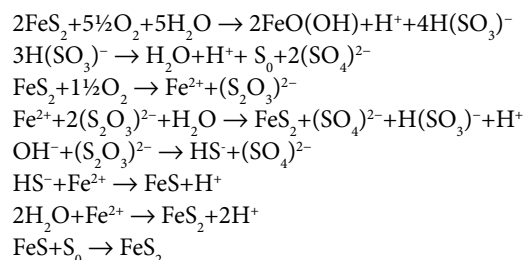 2FeS₂+5½O₂+5H₂O → 2FeO(OH)+H⁺+4H(SO₃)⁻
3H(SO₃)⁻ → H₂O+H⁺+ S₀+2(SO₄)²⁻
FeS₂+1½O₂ → Fe²⁺+(S₂O₃)²⁻
Fe²⁺+2(S₂O₃)²⁻+H₂O → FeS₂+(SO₄)²⁻+H(SO₃)⁻+H⁺
OH⁻+(S₂O₃)²⁻ → HS⁻+(SO₄)²⁻
HS⁻+Fe²⁺ → FeS+H⁺
2H₂O+Fe²⁺ → FeS₂+2H⁺
FeS+S₀ → FeS₂